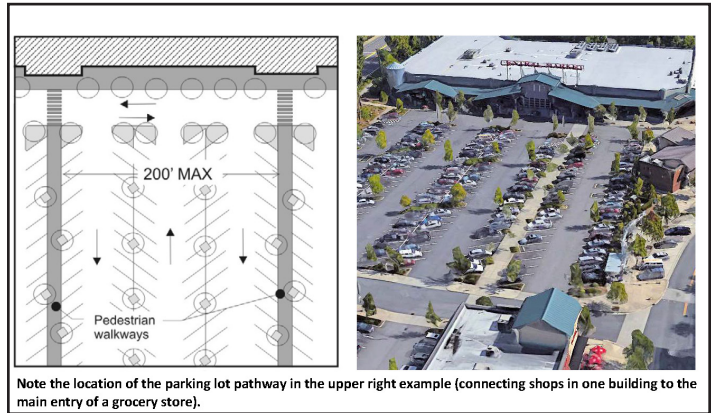 200' MAX
Pedestrian
walkways
Note the location of the parking lot pathway in the upper right example (connecting shops in one building to the
main entry of a grocery store).